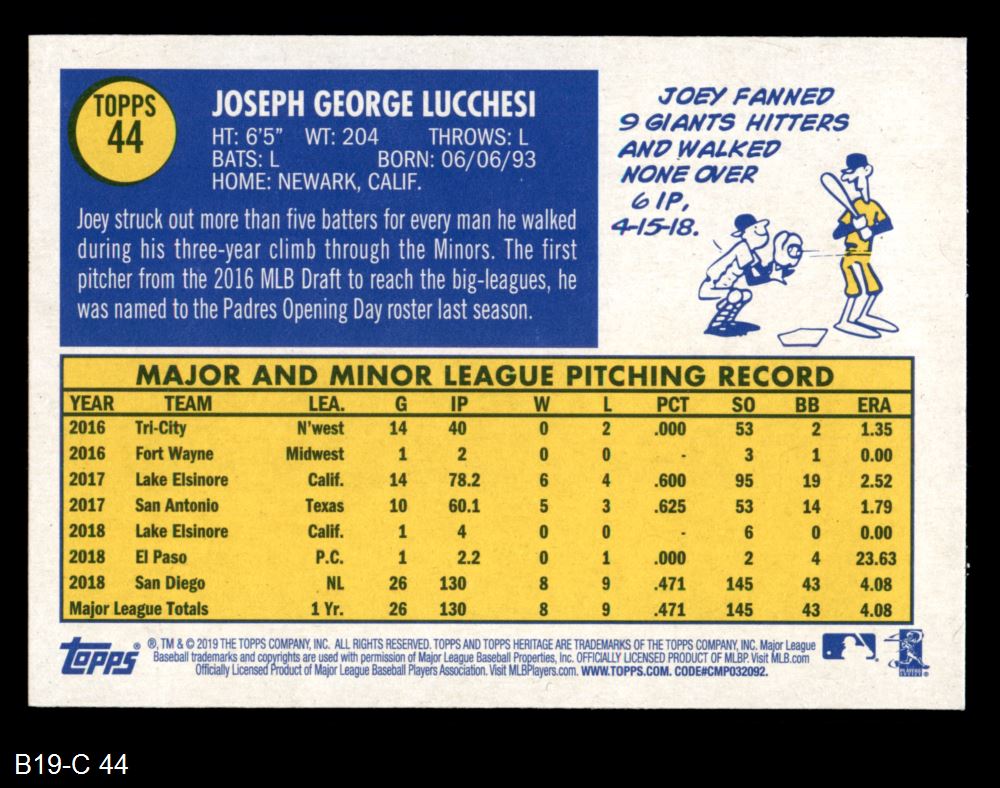 TOPPS
44
JOSEPH GEORGE LUCCHESI
HT: 6'5" WT: 204 THROWS: L
BATS: L BORN: 06/06/93
HOME: NEWARK, CALIF.
Joey struck out more than five batters for every man he walked
during his three-year climb through the Minors. The first
pitcher from the 2016 MLB Draft to reach the big-leagues, he
was named to the Padres Opening Day roster last season.
JOEY FANNED
9 GIANTS HITTERS
AND WALKED
NONE OVER
6 IP,
4-15-18.
MAJOR AND MINOR LEAGUE PITCHING RECORD
YEAR TEAM LEA. G IP W L PCT SO BB ERA
2016 Tri-City N'west 14 40 0 2 .000 53 2 1.35
2016 Fort Wayne Midwest 1 2 0 0 - 3 1 0.00
2017 Lake Elsinore Calif. 14 78.2 6 4 .600 95 19 2.52
2017 San Antonio Texas 10 60.1 5 3 .625 53 14 1.79
2018 Lake Elsinore Calif. 1 4 0 0 - 6 0 0.00
2018 El Paso P.C. 1 2.2 0 1 .000 2 4 23.63
2018 San Diego NL 26 130 8 9 .471 145 43 4.08
Major League Totals 1 Yr. 26 130 8 9 .471 145 43 4.08
Topps® ®, TM & © 2019 THE TOPPS COMPANY, INC. ALL RIGHTS RESERVED. TOPPS AND TOPPS HERITAGE ARE TRADEMARKS OF THE TOPPS COMPANY, INC. Major League
Baseball trademarks and copyrights are used with permission of Major League Baseball Properties, Inc. OFFICIALLY LICENSED PRODUCT OF MLBP. Visit MLB.com
Officially Licensed Product of Major League Baseball Players Association. Visit MLBPlayers.com. WWW.TOPPS.COM. CODE#CMP032092.
B19-C 44